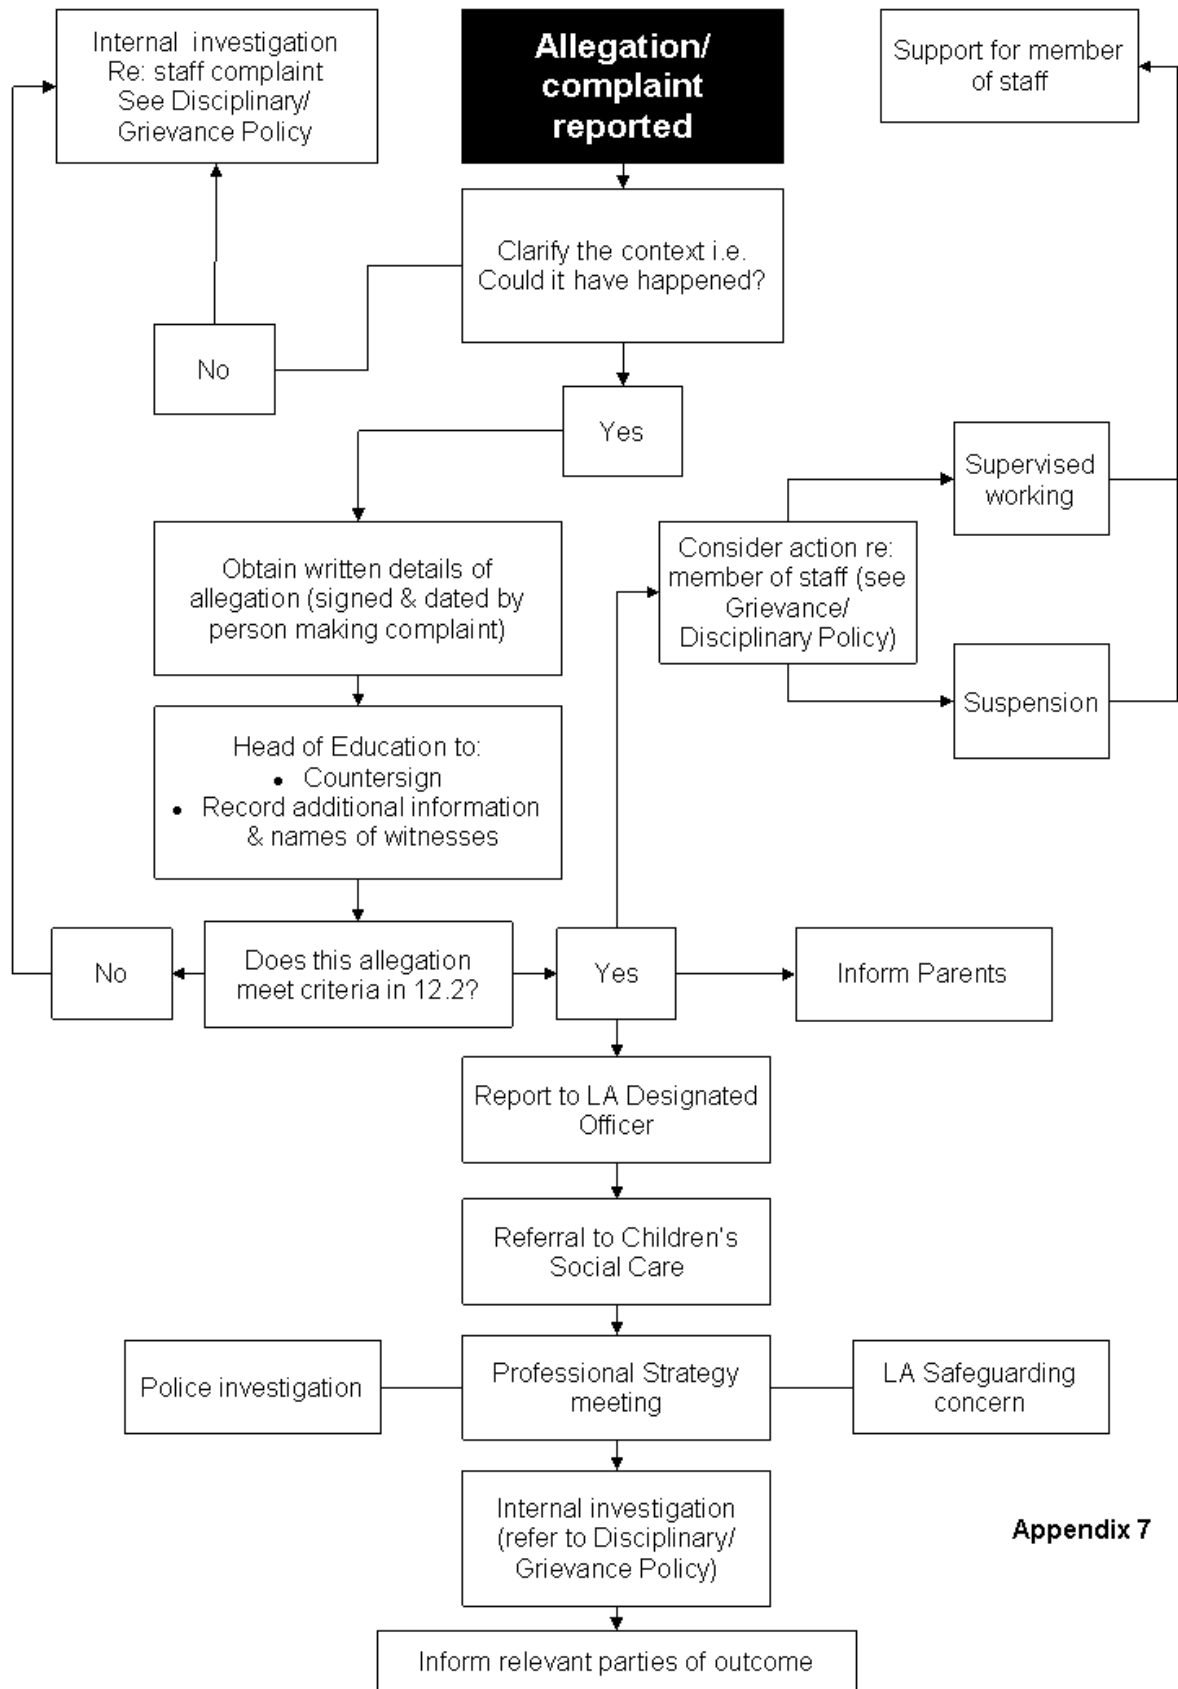 Internal investigation
Re: staff complaint
See Disciplinary/
Grievance Policy
Allegation/
complaint
reported
Support for member
of staff
Clarify the context i.e.
Could it have happened?
No
Yes
Supervised
working
Obtain written details of
allegation (signed & dated by
person making complaint)
Consider action re:
member of staff (see
Grievance/
Disciplinary Policy)
Suspension
Head of Education to:
• Countersign
• Record additional information
& names of witnesses
No
Does this allegation
meet criteria in 12.2?
Yes
Inform Parents
Report to LA Designated
Officer
Referral to Children's
Social Care
Police investigation
Professional Strategy
meeting
LA Safeguarding
concern
Internal investigation
(refer to Disciplinary/
Grievance Policy)
Appendix 7
Inform relevant parties of outcome